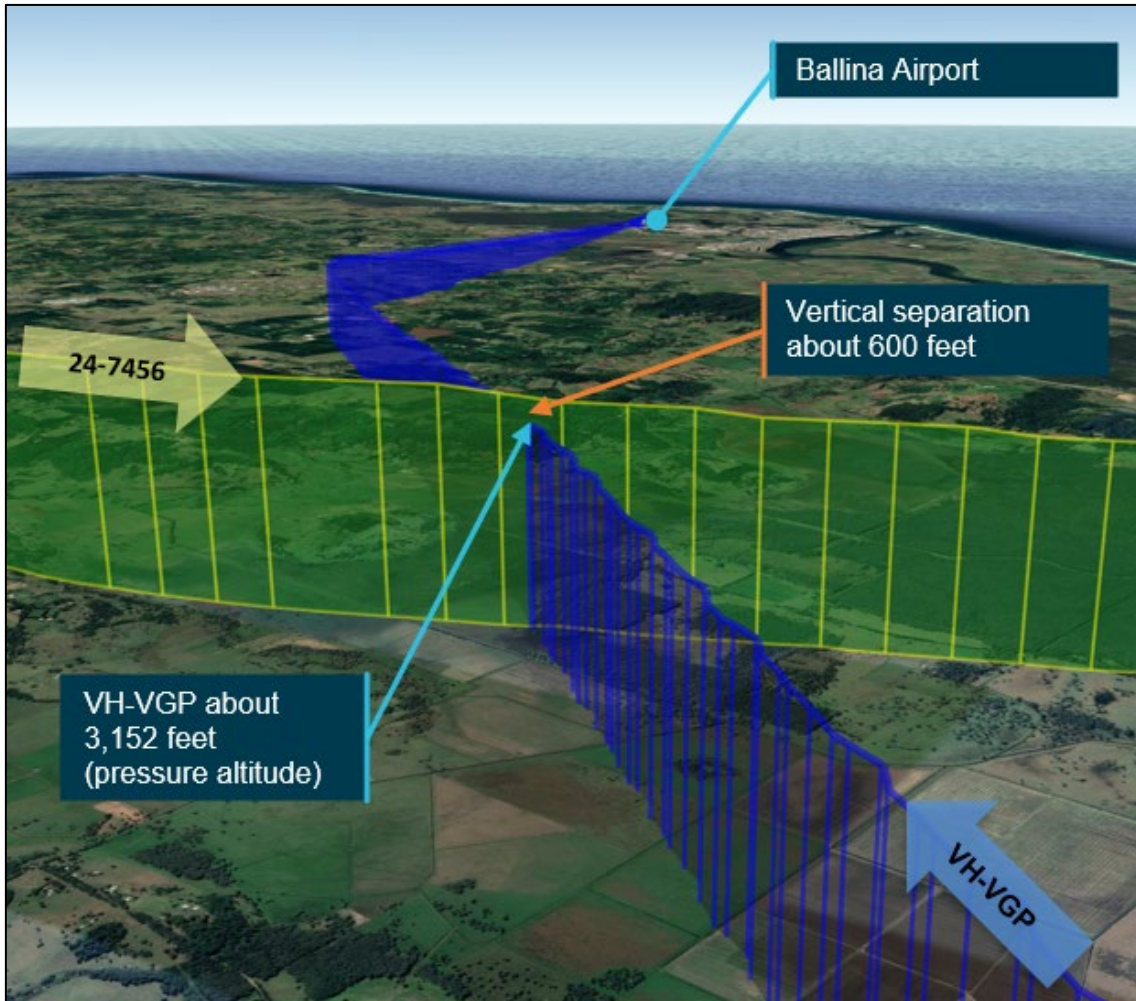 Ballina Airport
Vertical separation
about 600 feet
24-7456
VH-VGP about
3,152 feet
(pressure altitude)
VH-VGP